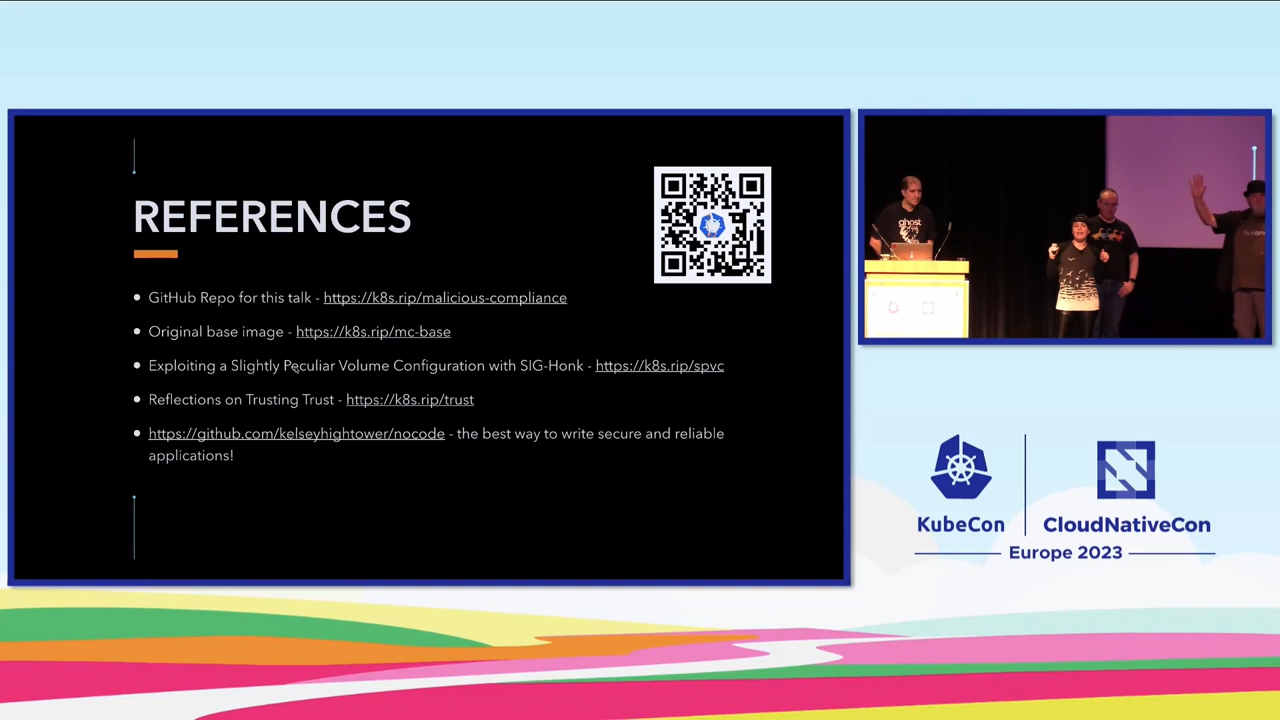 REFERENCES
GitHub Repo for this talk - https://k8s.rip/malicious-compliance
Original base image - https://k8s.rip/mc-base
Exploiting a Slightly Peculiar Volume Configuration with SIG-Honk - https://k8s.rip/spvc
Reflections on Trusting Trust - https://k8s.rip/trust
https://github.com/kelseyhightower/nocode - the best way to write secure and reliable
applications!
ghost
KubeCon
CloudNativeCon
Europe 2023